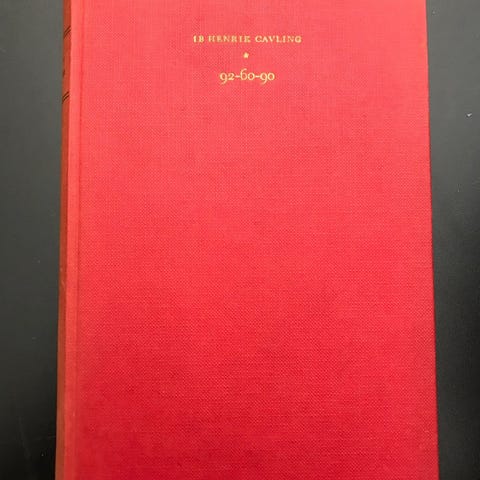 IB HENRIK CAVLING
*
92-60-90